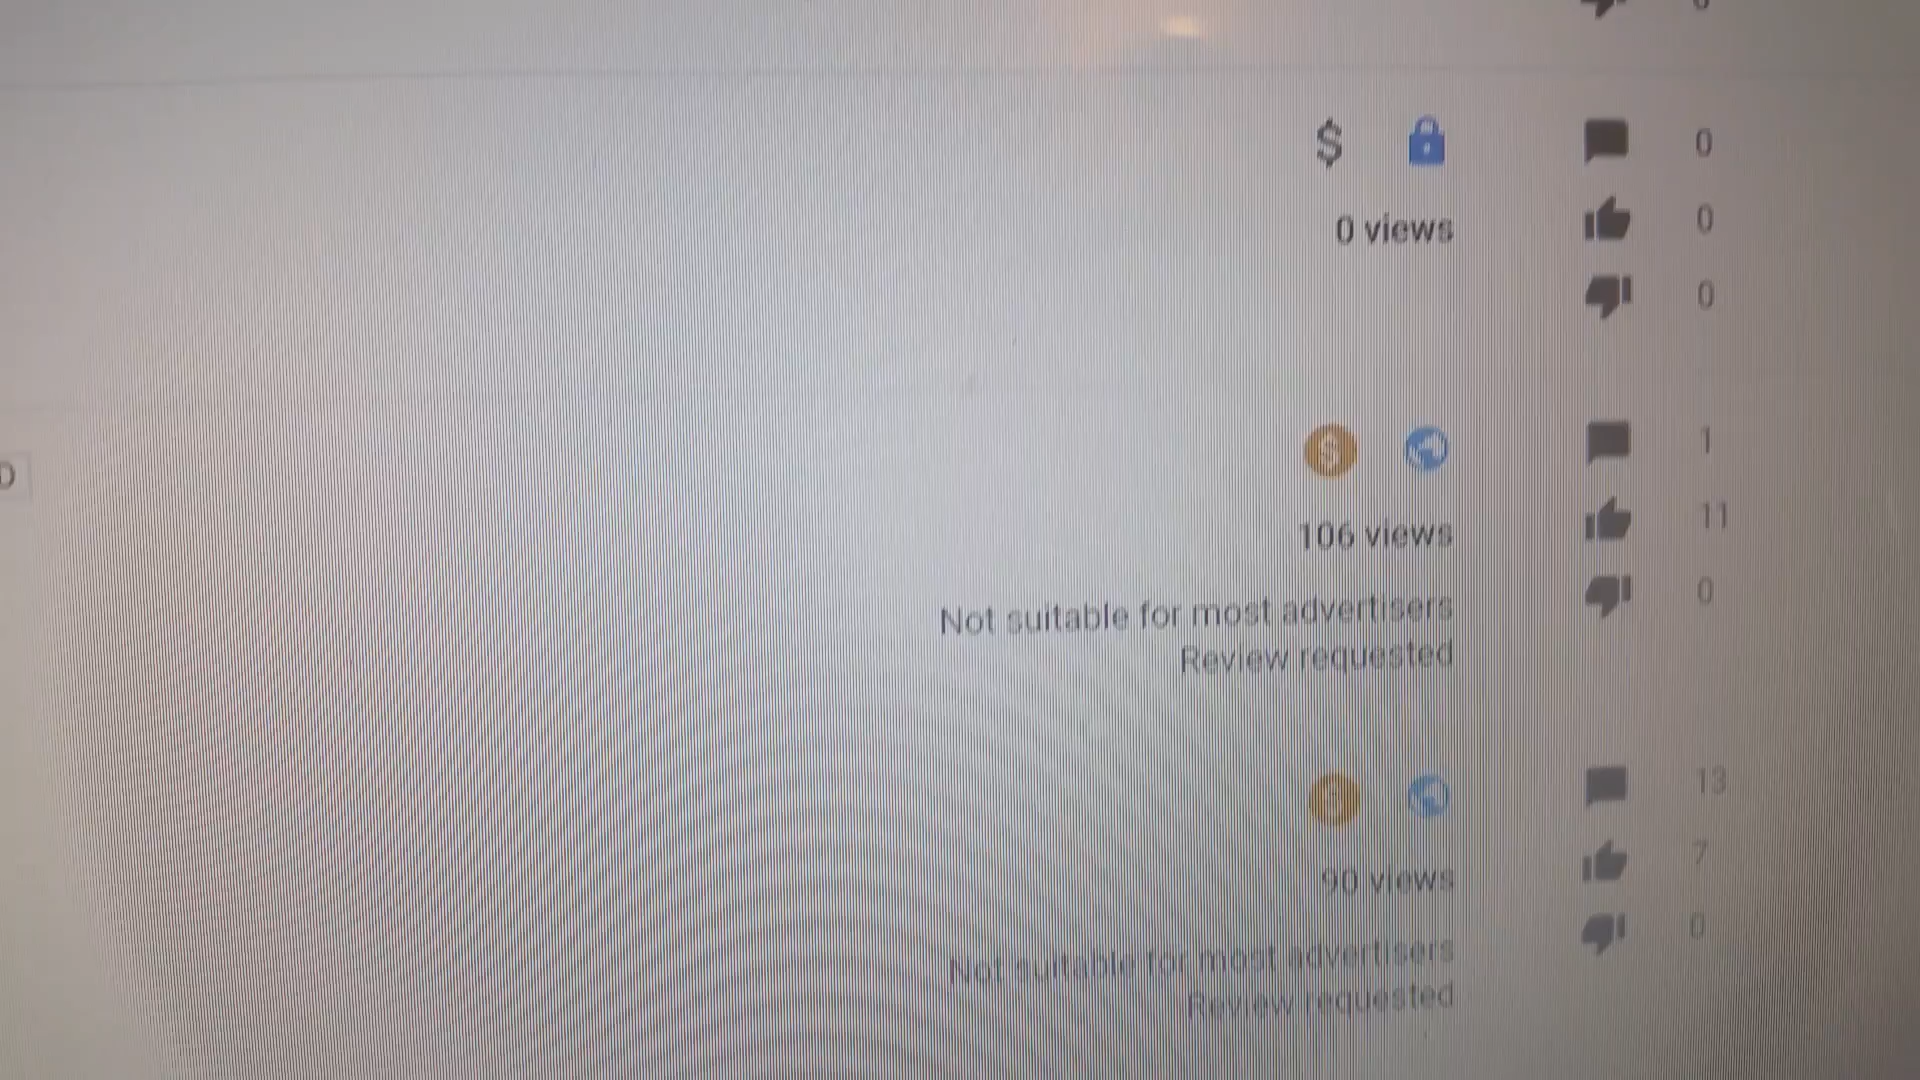 $
0
0 views
0
0
D
$
1
106 views
11
Not suitable for most advertisers
0
Review requested
$
13
90 views
7
Not suitable for most advertisers
0
Review requested